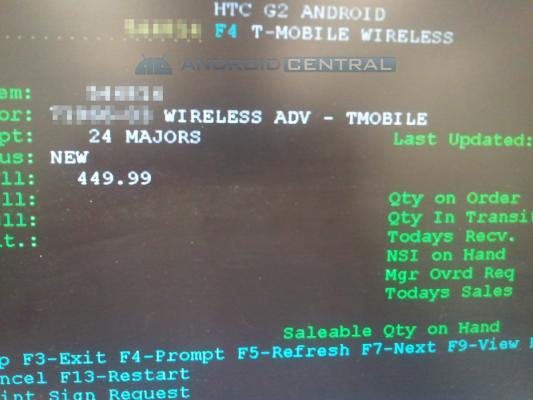 HTC G2 ANDROID
F4 T-MOBILE WIRELESS
ANDROID CENTRAL
em:
or: WIRELESS ADV - TMOBILE
pt: 24 MAJORS
Last Updated:
us: NEW
ll: 449.99
ll: Qty on Order
ll: Qty In Transit
t.: Todays Recv.
NSI on Hand
Mgr Ovrd Req
Todays Sales
Saleable Qty on Hand
p F3-Exit F4-Prompt F5-Refresh F7-Next F9-View
ncel F13-Restart
int Sign Request